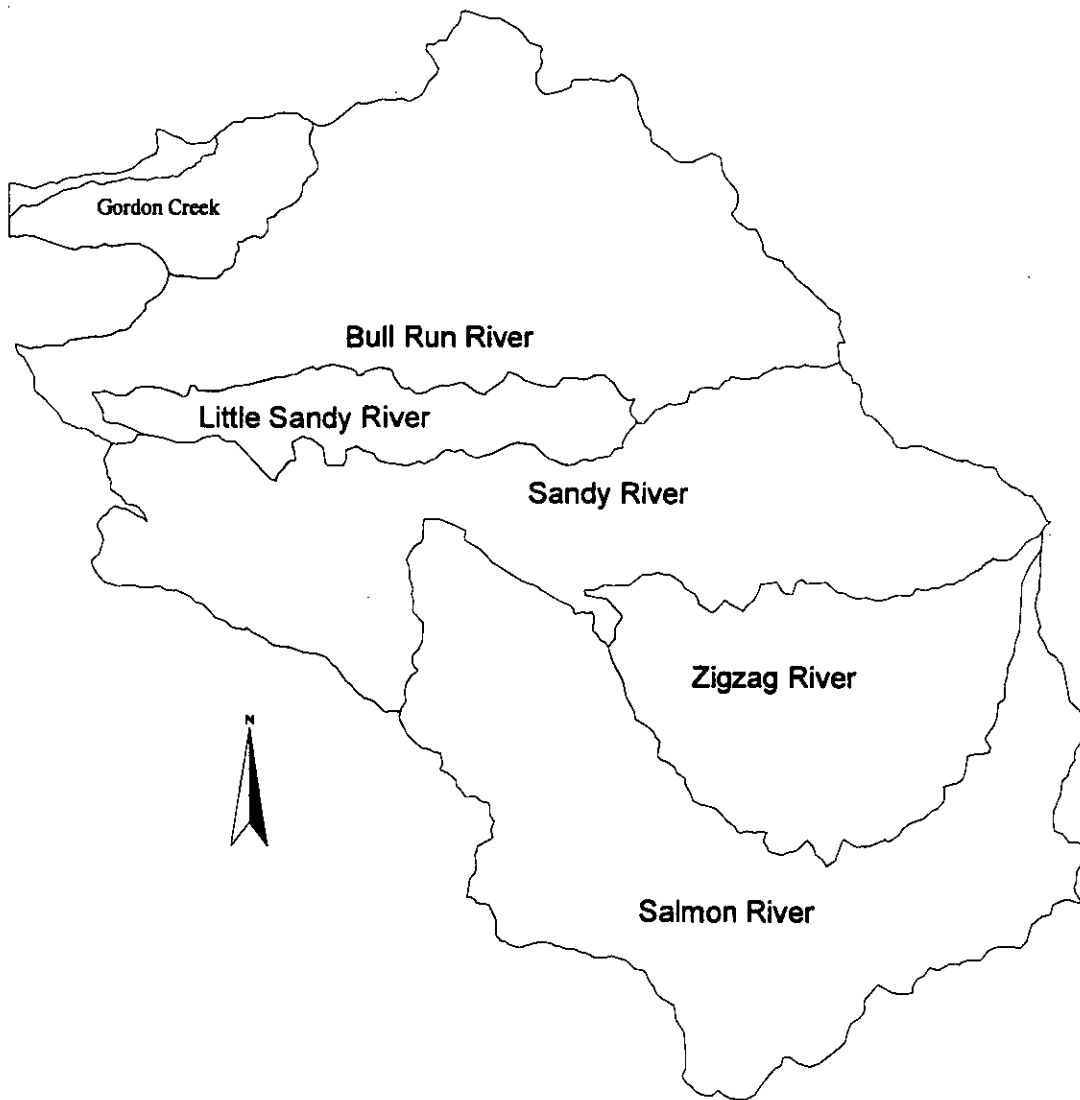 Gordon Creek
Bull Run River
Little Sandy River
Sandy River
Zigzag River
N
Salmon River